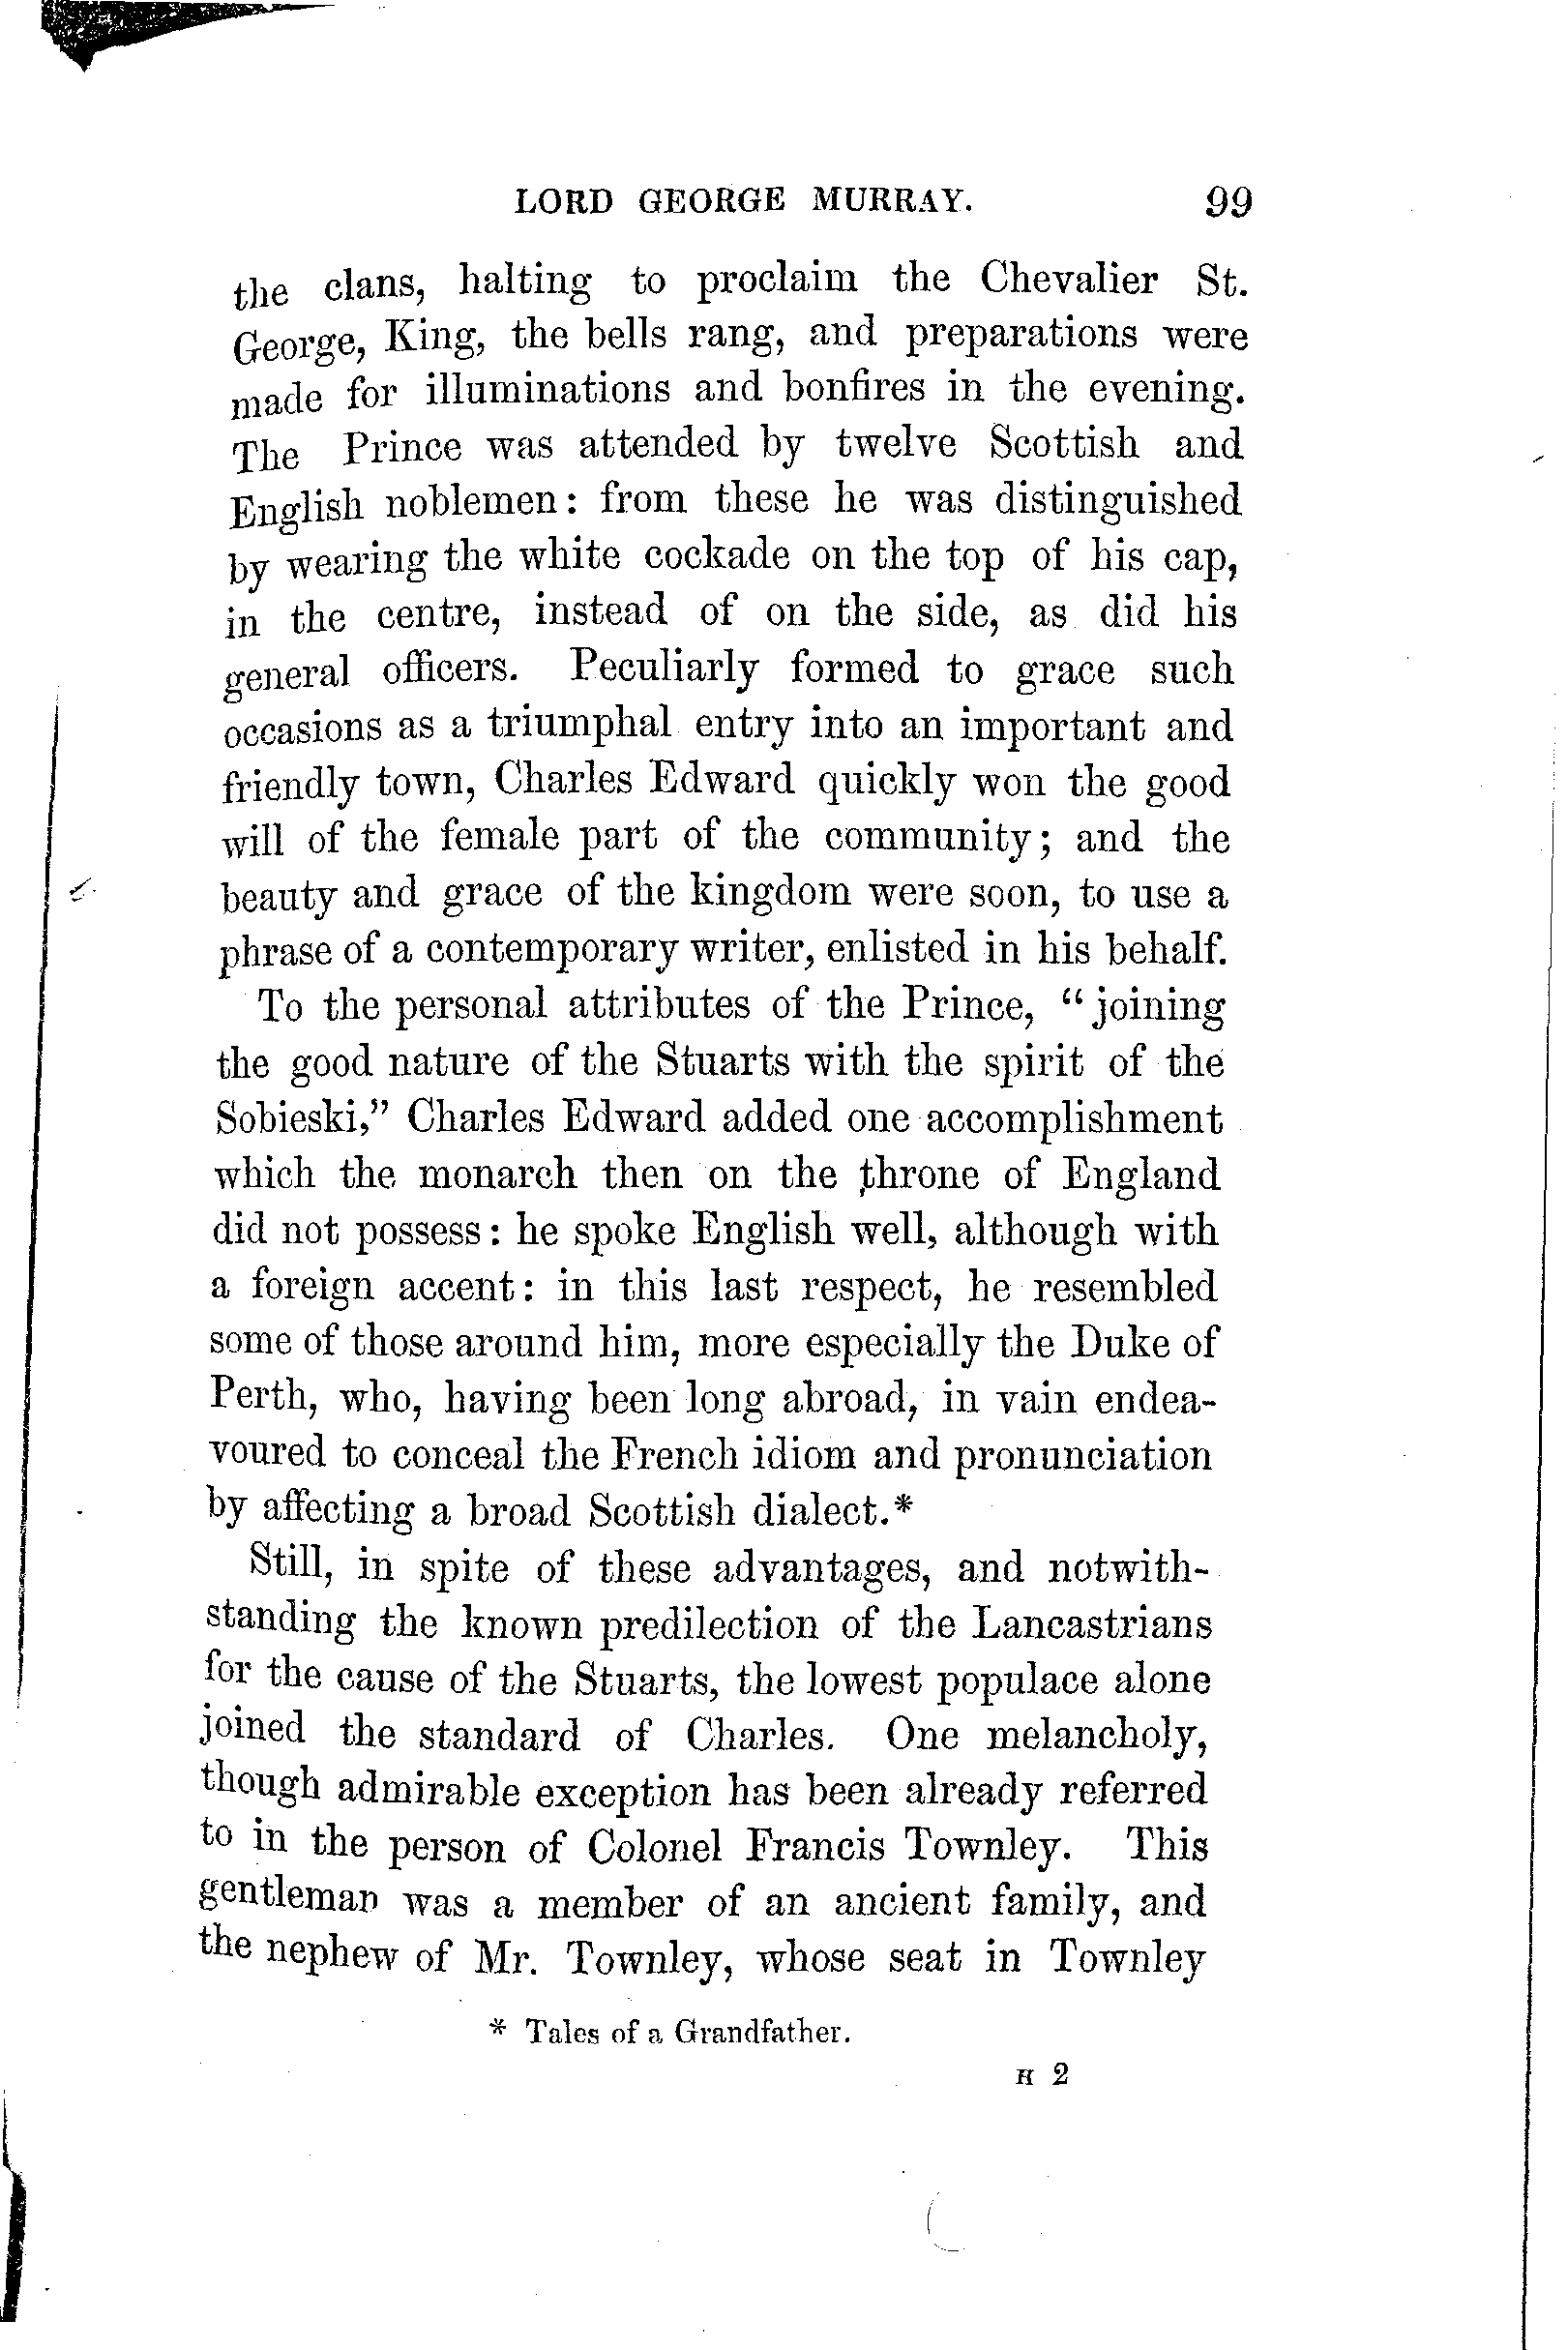 LORD GEORGE MURRAY. 99
the clans, halting to proclaim the Chevalier St.
George, King, the bells rang, and preparations were
made for illuminations and bonfires in the evening.
The Prince was attended by twelve Scottish and
English noblemen: from these he was distinguished
by wearing the white cockade on the top of his cap,
in the centre, instead of on the side, as did his
general officers. Peculiarly formed to grace such
occasions as a triumphal entry into an important and
friendly town, Charles Edward quickly won the good
will of the female part of the community; and the
beauty and grace of the kingdom were soon, to use a
phrase of a contemporary writer, enlisted in his behalf.
To the personal attributes of the Prince, "joining
the good nature of the Stuarts with the spirit of the
Sobieski," Charles Edward added one accomplishment
which the monarch then on the throne of England
did not possess: he spoke English well, although with
a foreign accent: in this last respect, he resembled
some of those around him, more especially the Duke of
Perth, who, having been long abroad, in vain endea-
voured to conceal the French idiom and pronunciation
by affecting a broad Scottish dialect.*
Still, in spite of these advantages, and notwith-
standing the known predilection of the Lancastrians
for the cause of the Stuarts, the lowest populace alone
joined the standard of Charles. One melancholy,
though admirable exception has been already referred
to in the person of Colonel Francis Townley. This
gentleman was a member of an ancient family, and
the nephew of Mr. Townley, whose seat in Townley
* Tales of a Grandfather.
H 2